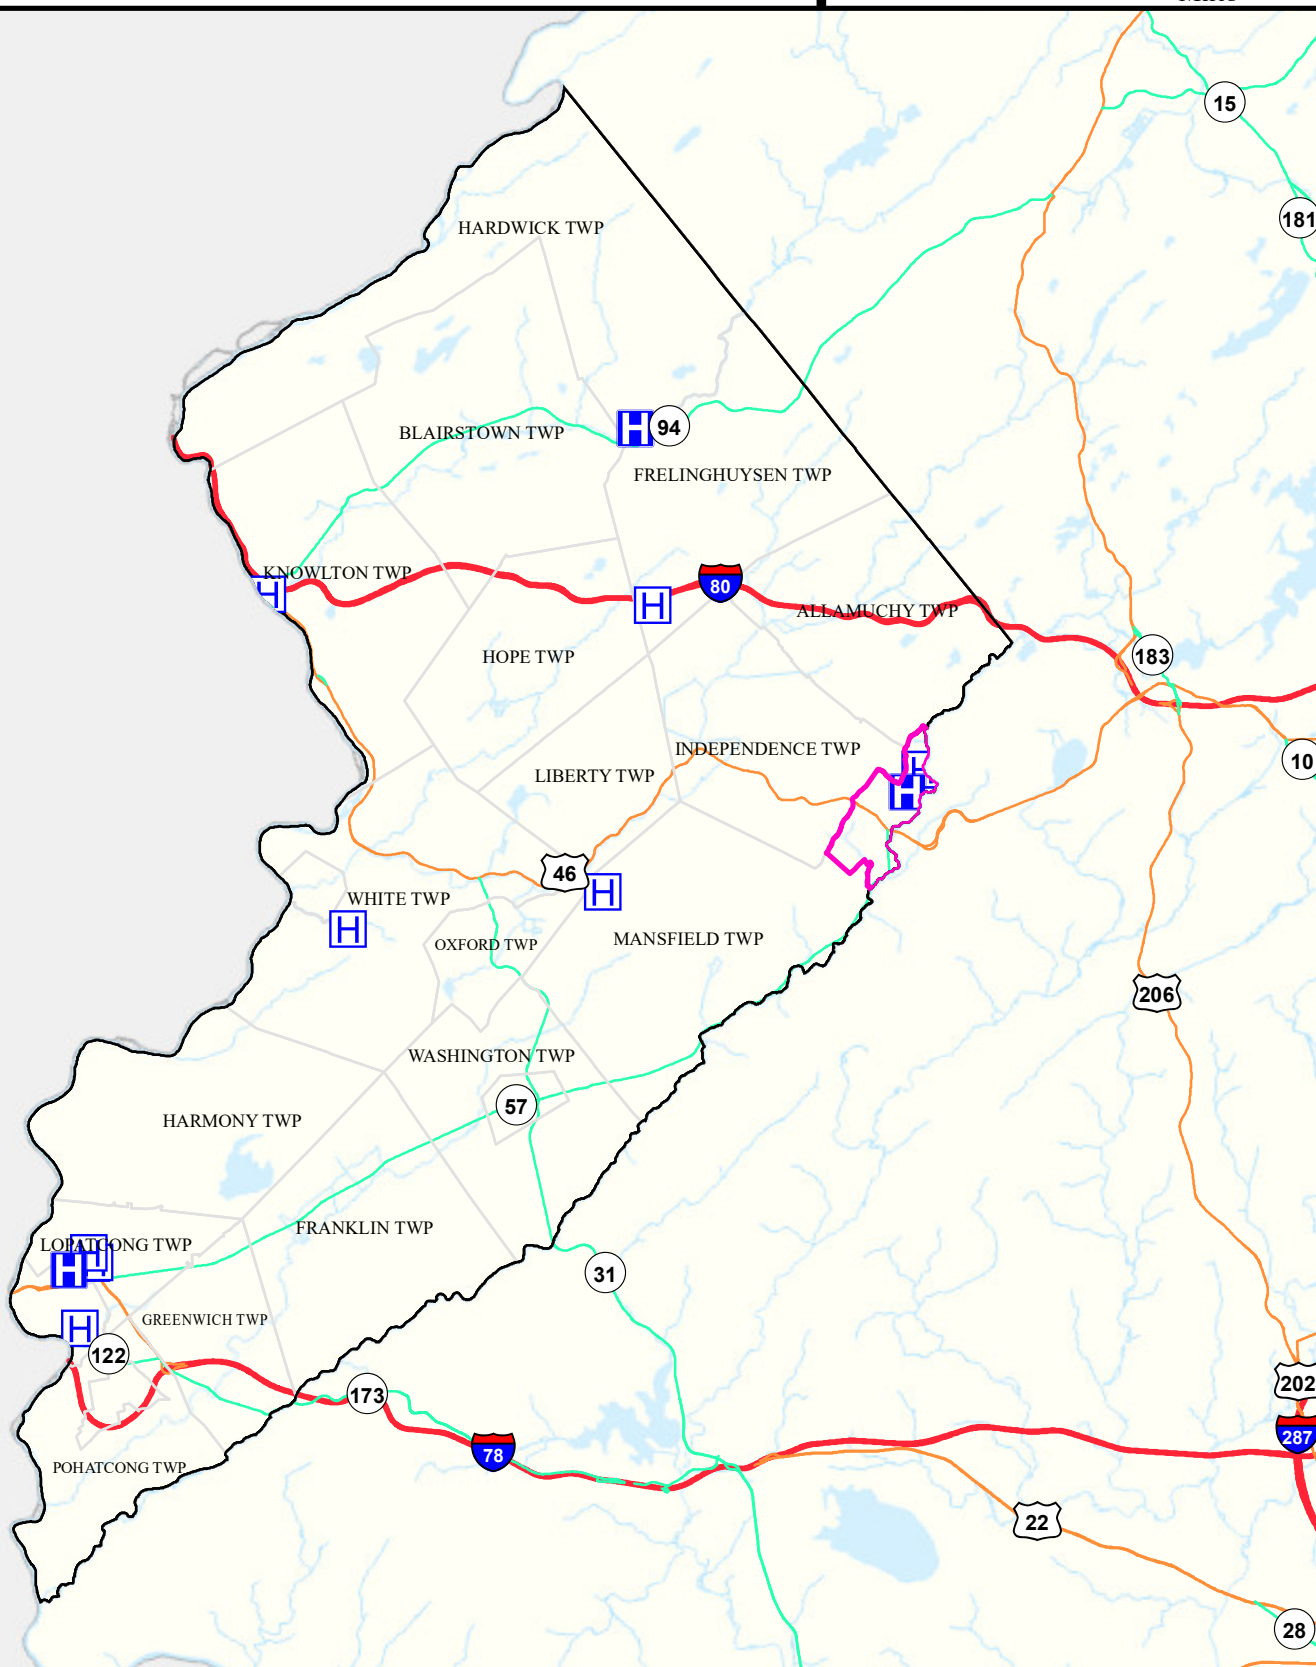 15
181
HARDWICK TWP
H 94
BLAIRSTOWN TWP
FRELINGHUYSEN TWP
KNOWLTON TWP
H
H
80
ALLAMUCHY TWP
HOPE TWP
183
INDEPENDENCE TWP
10
LIBERTY TWP
H
H
46
H
WHITE TWP
H
OXFORD TWP
MANSFIELD TWP
206
WASHINGTON TWP
57
HARMONY TWP
FRANKLIN TWP
LOPATCONG TWP
H
31
GREENWICH TWP
H
122
202
173
287
78
POHATCONG TWP
22
28